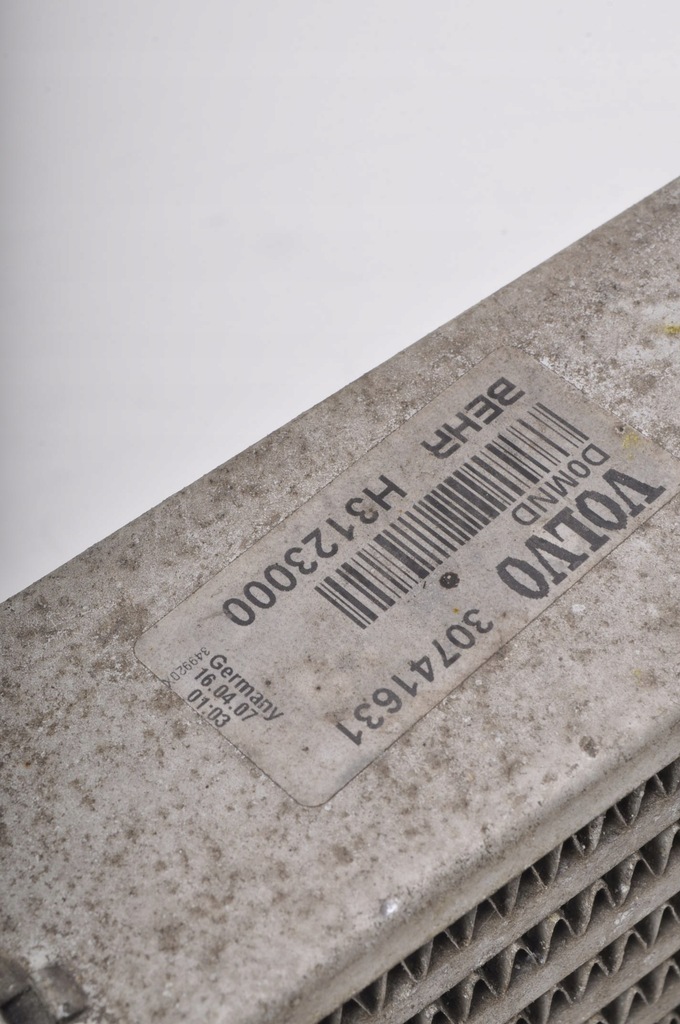 VOLVO 30741631
DOMND
BEHR H3123000
Germany
16.04.07
01:03